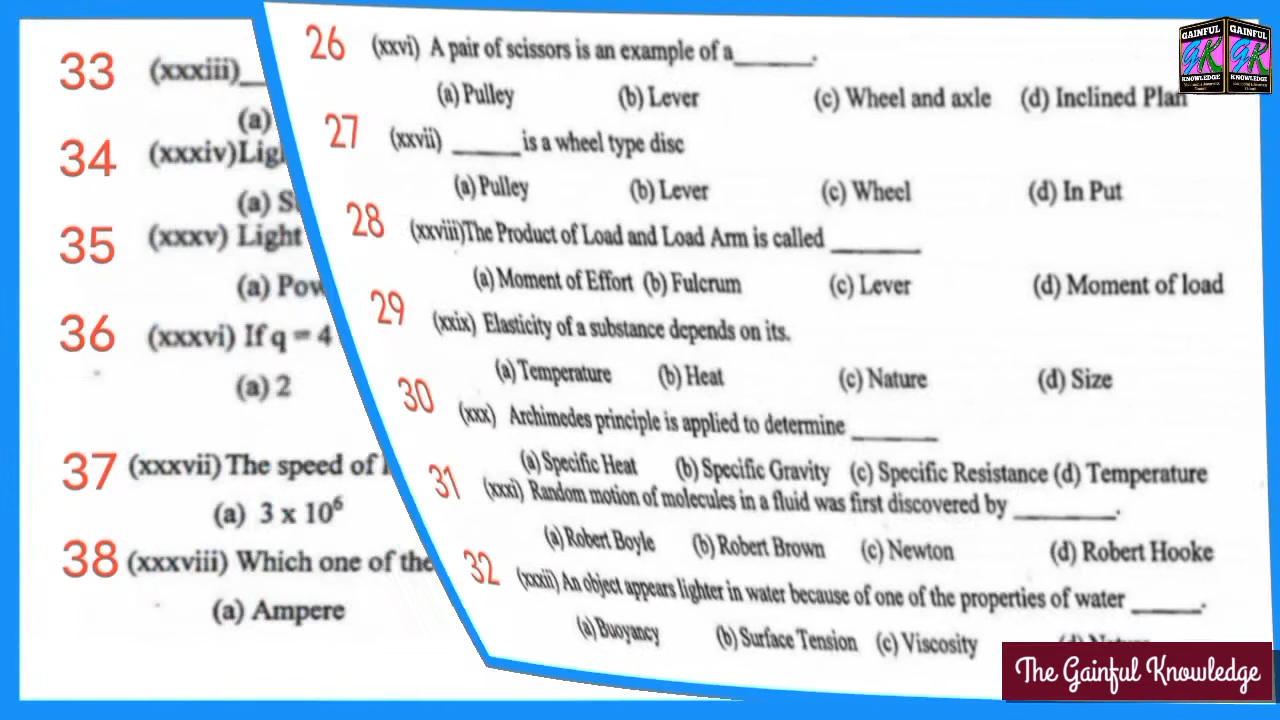 33 (xxxiii)__
(a)
34 (xxxiv)Ligh
(a) S
35 (xxxv) Light
(a) Pow
36 (xxxvi) If q = 4
(a) 2
37 (xxxvii) The speed of
(a) 3 x 10⁶
38 (xxxviii) Which one of the
(a) Ampere
26 (xxvi) A pair of scissors is an example of a_______.
(a) Pulley (b) Lever (c) Wheel and axle (d) Inclined Plan
27 (xxvii) ______ is a wheel type disc
(a) Pulley (b) Lever (c) Wheel (d) In Put
28 (xxviii)The Product of Load and Load Arm is called ________
(a) Moment of Effort (b) Fulcrum (c) Lever (d) Moment of load
29 (xxix) Elasticity of a substance depends on its.
(a) Temperature (b) Heat (c) Nature (d) Size
30 (xxx) Archimedes principle is applied to determine ________
(a) Specific Heat (b) Specific Gravity (c) Specific Resistance (d) Temperature
31 (xxxi) Random motion of molecules in a fluid was first discovered by _________.
(a) Robert Boyle (b) Robert Brown (c) Newton (d) Robert Hooke
32 (xxxii) An object appears lighter in water because of one of the properties of water ______.
(a) Buoyancy (b) Surface Tension (c) Viscosity
GAINFUL GAINFUL
GK GK
KNOWLEDGE KNOWLEDGE
The Gainful Knowledge